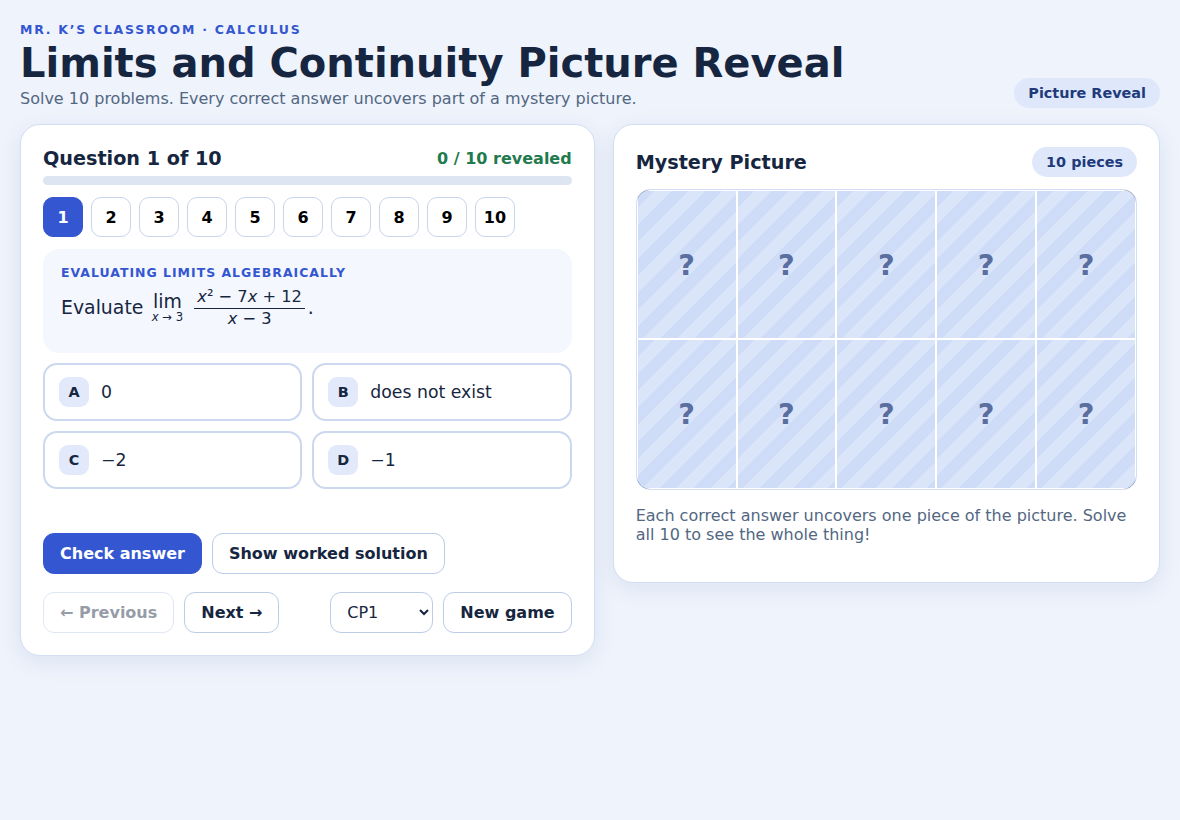 MR. K’S CLASSROOM · CALCULUS
Limits and Continuity Picture Reveal
Solve 10 problems. Every correct answer uncovers part of a mystery picture.
Picture Reveal
Question 1 of 10
0 / 10 revealed
1 2 3 4 5 6 7 8 9 10
EVALUATING LIMITS ALGEBRAICALLY
Evaluate lim x → 3 (x² − 7x + 12)/(x − 3).
A 0
B does not exist
C −2
D −1
Check answer
Show worked solution
← Previous
Next →
CP1
New game
Mystery Picture
10 pieces
? ? ? ? ?
? ? ? ? ?
Each correct answer uncovers one piece of the picture. Solve
all 10 to see the whole thing!